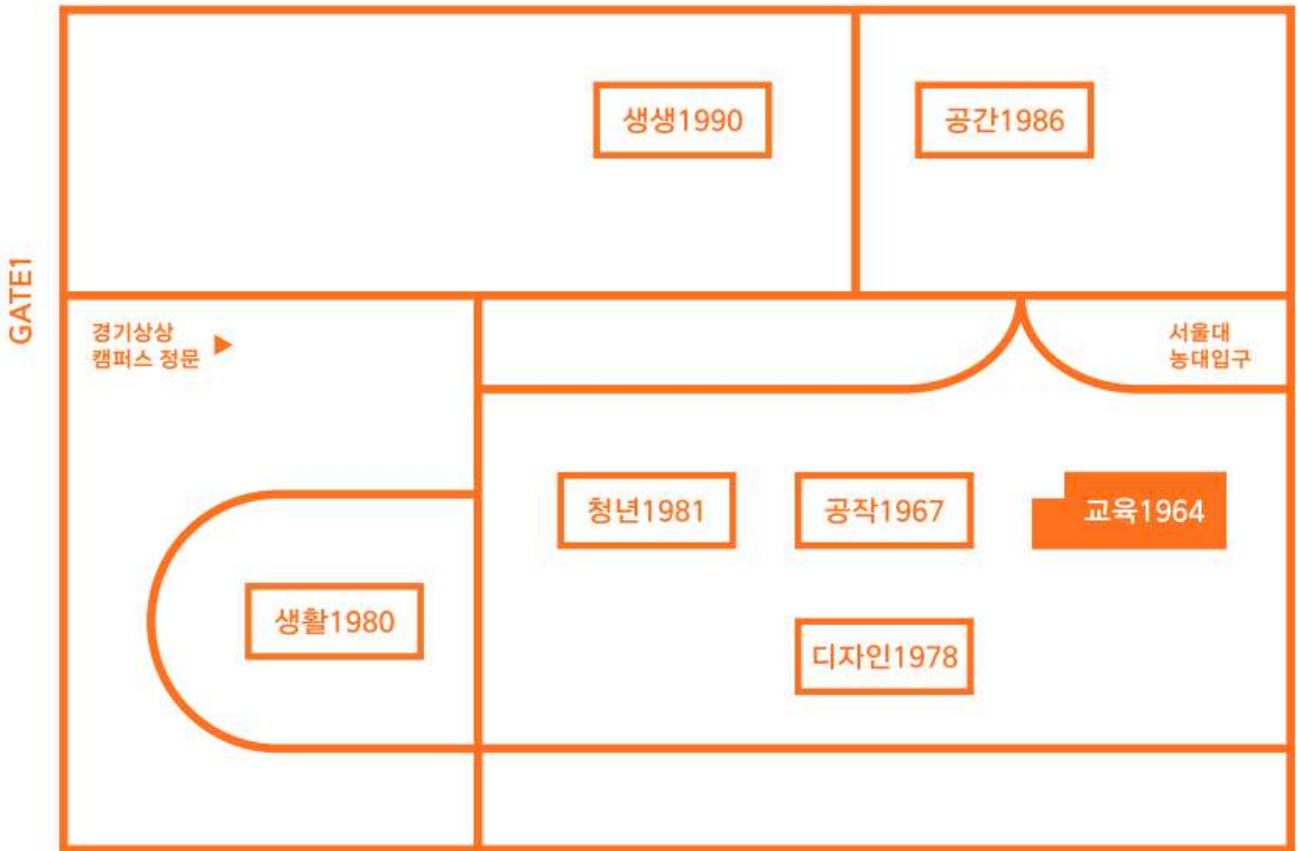 생생1990
공간1986
GATE1
경기상상
캠퍼스 정문
서울대
농대입구
청년1981
공작1967
교육1964
생활1980
디자인1978